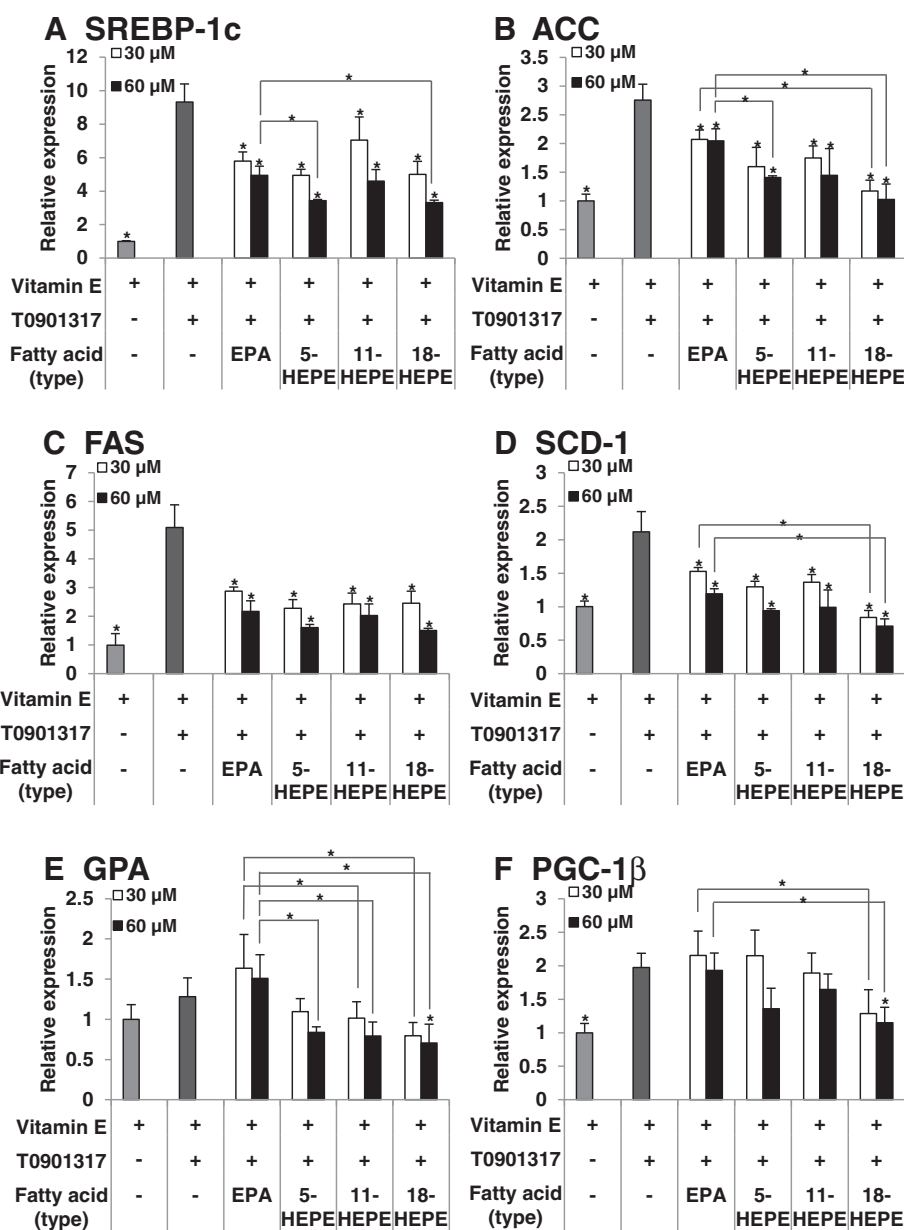 A SREBP-1c
30 µM
60 µM
Relative expression
12
10
8
6
4
2
0
* * * * * * * * * * *
Vitamin E + + + + + +
T0901317 - + + + + +
Fatty acid (type) - - EPA 5-HEPE 11-HEPE 18-HEPE
B ACC
30 µM
60 µM
Relative expression
3.5
3
2.5
2
1.5
1
0.5
0
* * * * * * * * * * * *
Vitamin E + + + + + +
T0901317 - + + + + +
Fatty acid (type) - - EPA 5-HEPE 11-HEPE 18-HEPE
C FAS
30 µM
60 µM
Relative expression
7
6
5
4
3
2
1
0
* * * * * * * * *
Vitamin E + + + + + +
T0901317 - + + + + +
Fatty acid (type) - - EPA 5-HEPE 11-HEPE 18-HEPE
D SCD-1
30 µM
60 µM
Relative expression
3
2.5
2
1.5
1
0.5
0
* * * * * * * * * * *
Vitamin E + + + + + +
T0901317 - + + + + +
Fatty acid (type) - - EPA 5-HEPE 11-HEPE 18-HEPE
E GPA
30 µM
60 µM
Relative expression
2.5
2
1.5
1
0.5
0
* * * * * *
Vitamin E + + + + + +
T0901317 - + + + + +
Fatty acid (type) - - EPA 5-HEPE 11-HEPE 18-HEPE
F PGC-1β
30 µM
60 µM
Relative expression
3
2.5
2
1.5
1
0.5
0
* * * *
Vitamin E + + + + + +
T0901317 - + + + + +
Fatty acid (type) - - EPA 5-HEPE 11-HEPE 18-HEPE